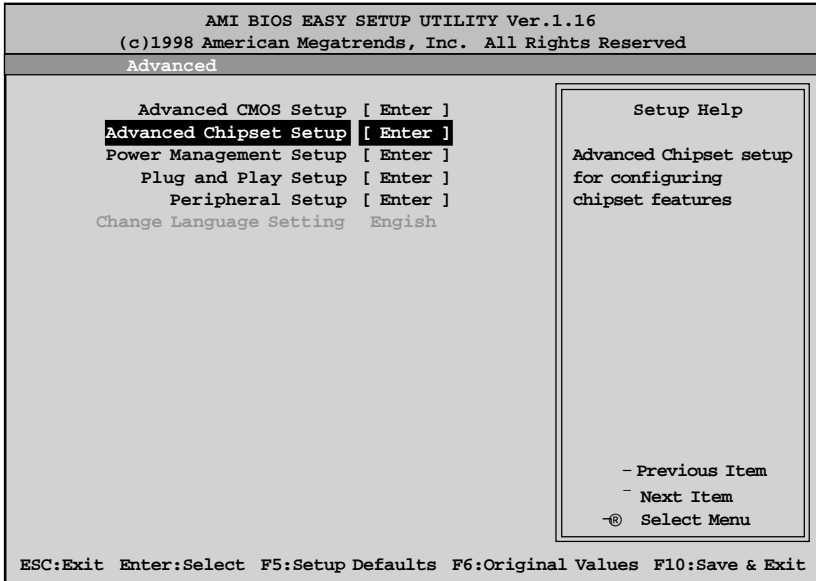 AMI BIOS EASY SETUP UTILITY Ver.1.16
(c)1998 American Megatrends, Inc. All Rights Reserved
Advanced
Advanced CMOS Setup [ Enter ]
Advanced Chipset Setup [ Enter ]
Power Management Setup [ Enter ]
Plug and Play Setup [ Enter ]
Peripheral Setup [ Enter ]
Change Language Setting Engish
Setup Help
Advanced Chipset setup
for configuring
chipset features
- Previous Item
¯ Next Item
¬® Select Menu
ESC:Exit Enter:Select F5:Setup Defaults F6:Original Values F10:Save & Exit